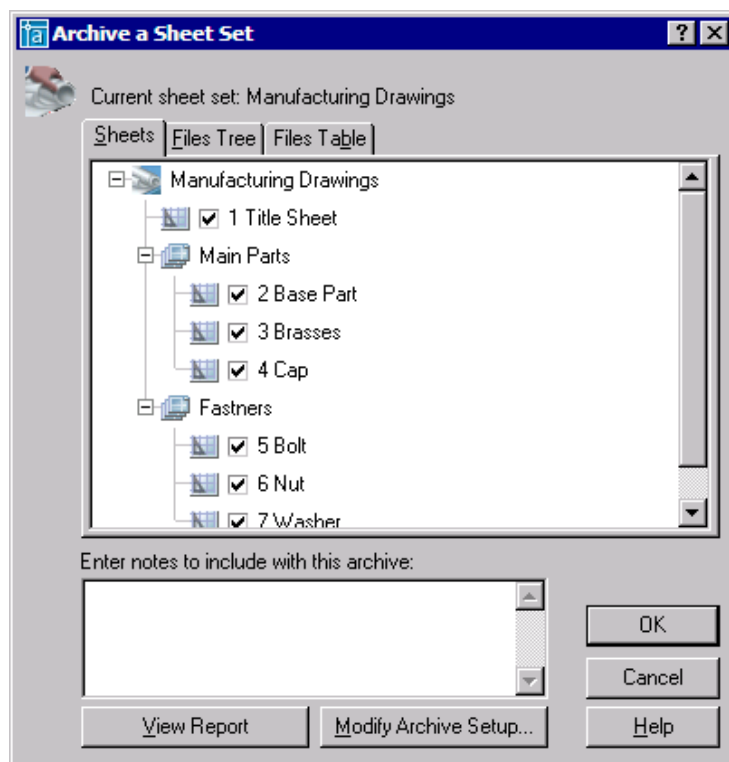 Archive a Sheet Set
Current sheet set: Manufacturing Drawings
Sheets Files Tree Files Table
Manufacturing Drawings
1 Title Sheet
Main Parts
2 Base Part
3 Brasses
4 Cap
Fastners
5 Bolt
6 Nut
7 Washer
Enter notes to include with this archive:
OK
Cancel
View Report Modify Archive Setup... Help